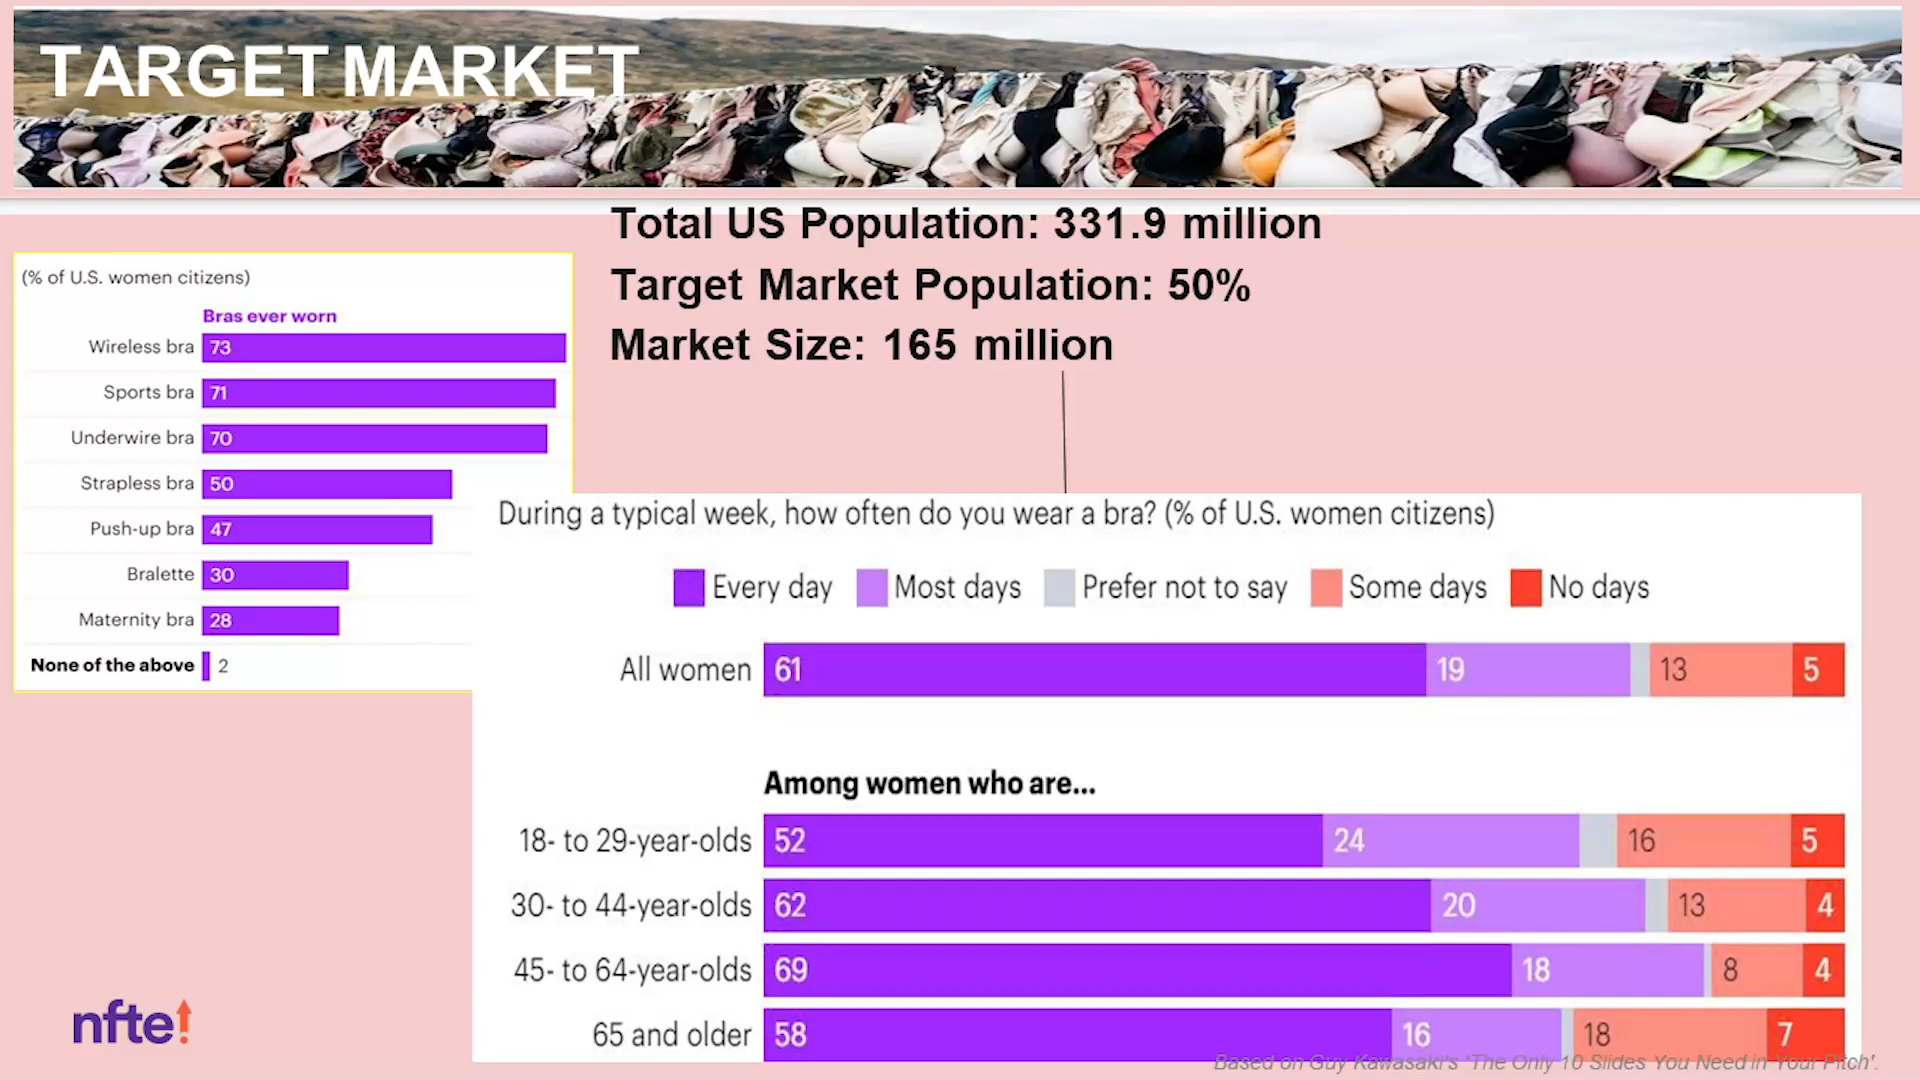 TARGET MARKET
Total US Population: 331.9 million
Target Market Population: 50%
Market Size: 165 million
(% of U.S. women citizens)
Bras ever worn
Wireless bra 73
Sports bra 71
Underwire bra 70
Strapless bra 50
Push-up bra 47
Bralette 30
Maternity bra 28
None of the above 2
During a typical week, how often do you wear a bra? (% of U.S. women citizens)
Every day Most days Prefer not to say Some days No days
All women 61 19 13 5
Among women who are...
18- to 29-year-olds 52 24 16 5
30- to 44-year-olds 62 20 13 4
45- to 64-year-olds 69 18 8 4
65 and older 58 16 18 7
nfte!
Based on Guy Kawasaki's 'The Only 10 Slides You Need in Your Pitch'.